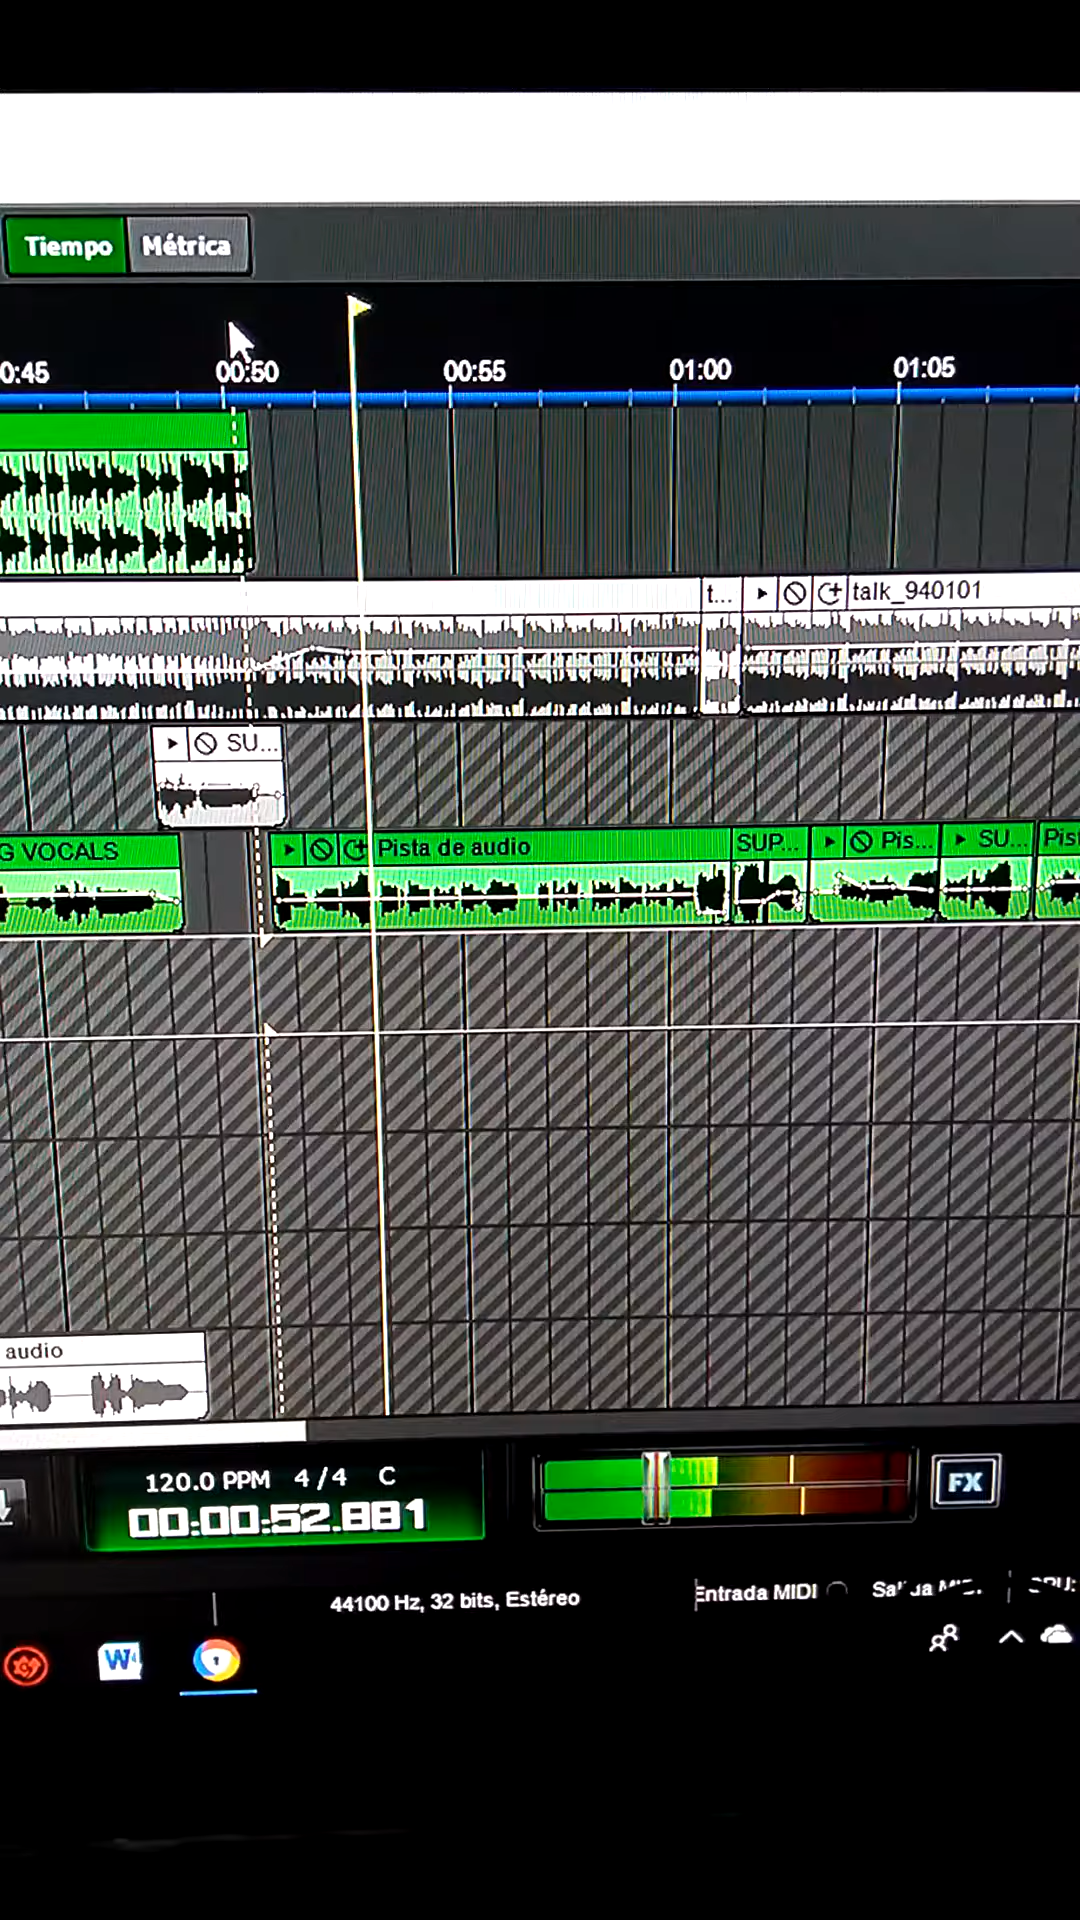 Tiempo Métrica
0:45 00:50 00:55 01:00 01:05
t... talk_940101
SU...
G VOCALS Pista de audio SUP... Pis... SU... Pis
audio
120.0 PPM 4/4 C
00:00:52.881
FX
44100 Hz, 32 bits, Estéreo Entrada MIDI
W